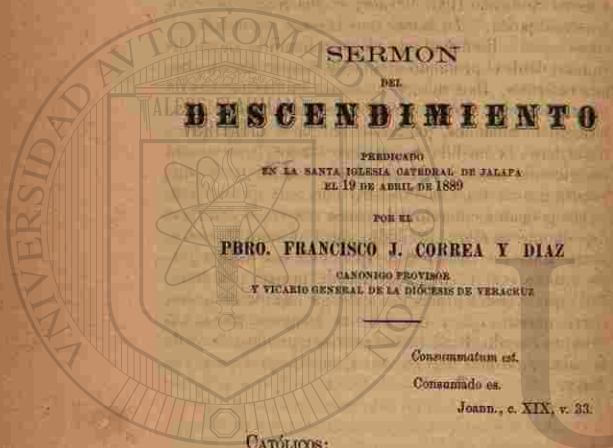 SERMON
DEL
DESCENDIMIENTO
PREDICADO
EN LA SANTA IGLESIA CATEDRAL DE JALAPA
EL 19 DE ABRIL DE 1889
POR EL
PBRO. FRANCISCO J. CORREA Y DIAZ
CANONIGO PROVISOR
Y VICARIO GENERAL DE LA DIÓCESIS DE VERACRUZ
Consummatum est.
Consumado es.
Joann., c. XIX, v. 33.
CATÓLICOS: